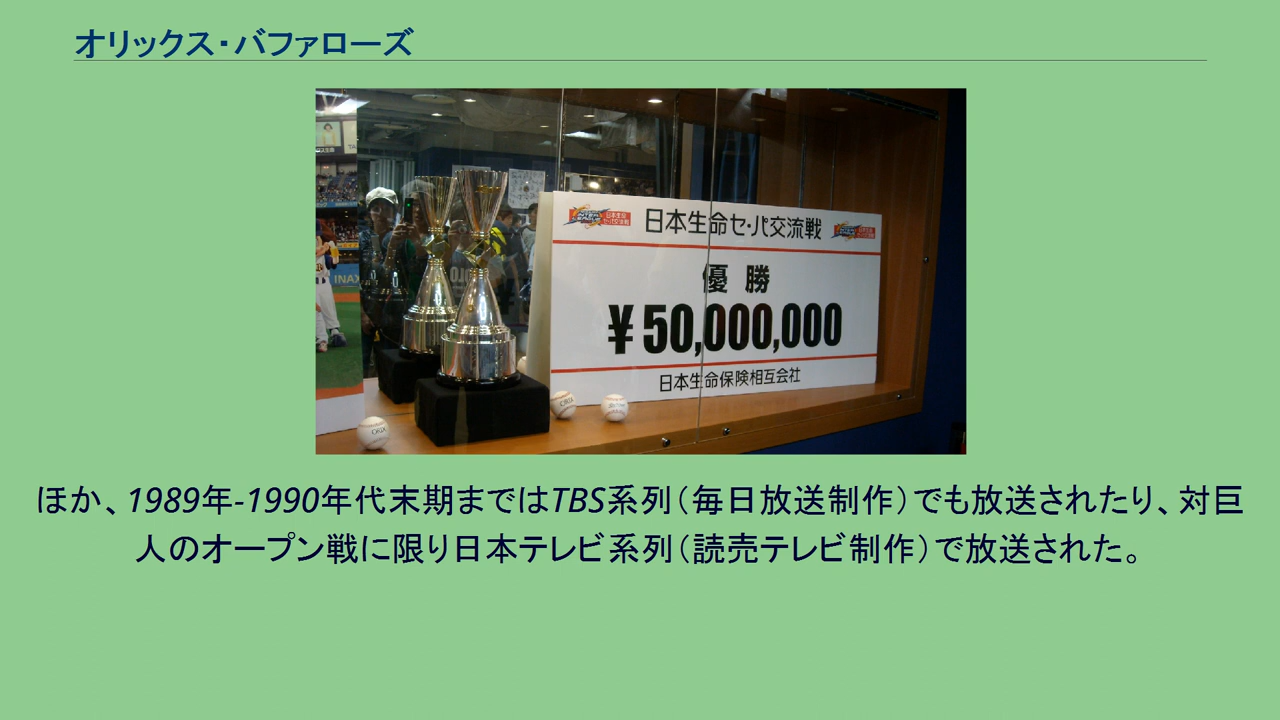 オリックス・バファローズ
日本生命セ・パ交流戦
優勝
¥50,000,000
日本生命保険相互会社
ほか、1989年-1990年代末期まではTBS系列（毎日放送制作）でも放送されたり、対巨
人のオープン戦に限り日本テレビ系列（読売テレビ制作）で放送された。